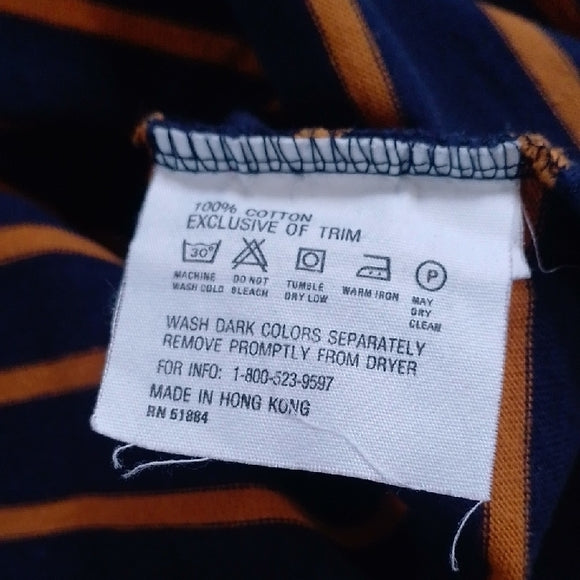 100% COTTON
EXCLUSIVE OF TRIM
30°
P
MACHINE WASH COLD
DO NOT BLEACH
TUMBLE DRY LOW
WARM IRON
MAY DRY CLEAN
WASH DARK COLORS SEPARATELY
REMOVE PROMPTLY FROM DRYER
FOR INFO: 1-800-523-9597
MADE IN HONG KONG
RN 51884